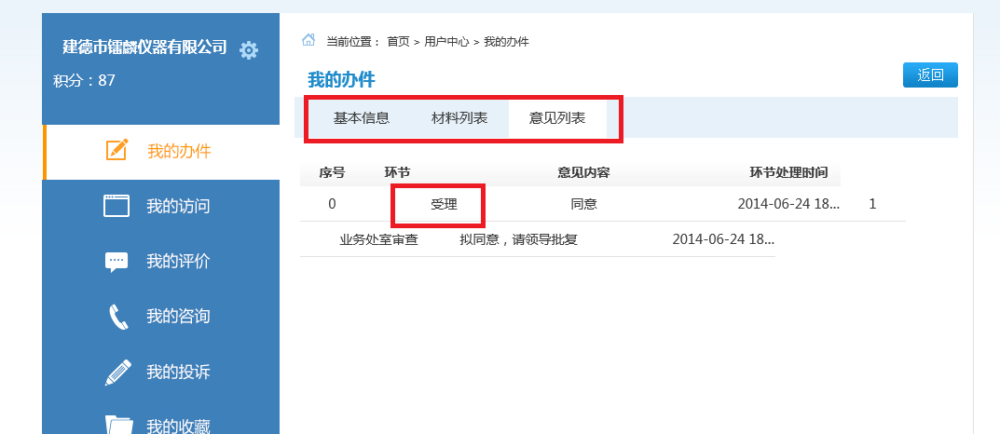 建德市镭麟仪器有限公司
积分：87
我的办件
我的访问
我的评价
我的咨询
我的投诉
我的收藏
当前位置： 首页 > 用户中心 > 我的办件
我的办件
返回
基本信息 材料列表 意见列表
序号 环节 意见内容 环节处理时间
0 受理 同意 2014-06-24 18... 1
业务处室审查 拟同意，请领导批复 2014-06-24 18...